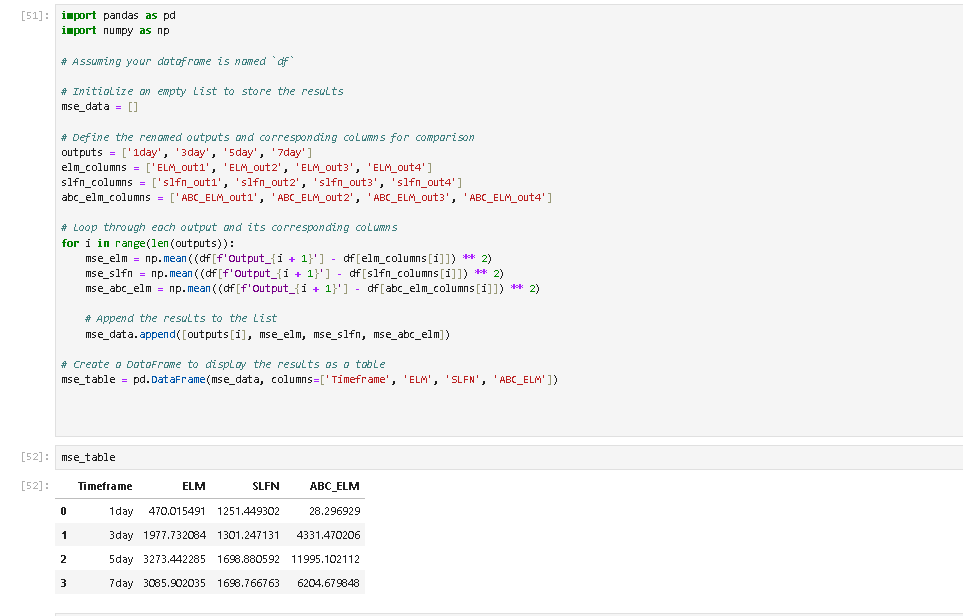 [51]: import pandas as pd
import numpy as np
# Assuming your dataframe is named `df`
# Initialize an empty list to store the results
mse_data = []
# Define the renamed outputs and corresponding columns for comparison
outputs = ['1day', '3day', '5day', '7day']
elm_columns = ['ELM_out1', 'ELM_out2', 'ELM_out3', 'ELM_out4']
slfn_columns = ['slfn_out1', 'slfn_out2', 'slfn_out3', 'slfn_out4']
abc_elm_columns = ['ABC_ELM_out1', 'ABC_ELM_out2', 'ABC_ELM_out3', 'ABC_ELM_out4']
# Loop through each output and its corresponding columns
for i in range(len(outputs)):
    mse_elm = np.mean((df[f'Output_{i + 1}'] - df[elm_columns[i]]) ** 2)
    mse_slfn = np.mean((df[f'Output_{i + 1}'] - df[slfn_columns[i]]) ** 2)
    mse_abc_elm = np.mean((df[f'Output_{i + 1}'] - df[abc_elm_columns[i]]) ** 2)
    # Append the results to the list
    mse_data.append([outputs[i], mse_elm, mse_slfn, mse_abc_elm])
# Create a DataFrame to display the results as a table
mse_table = pd.DataFrame(mse_data, columns=['Timeframe', 'ELM', 'SLFN', 'ABC_ELM'])
[52]: mse_table
[52]: Timeframe ELM SLFN ABC_ELM
0 1day 470.015491 1251.449302 28.296929
1 3day 1977.732084 1301.247131 4331.470206
2 5day 3273.442285 1698.880592 11995.102112
3 7day 3085.902035 1698.766763 6204.679848